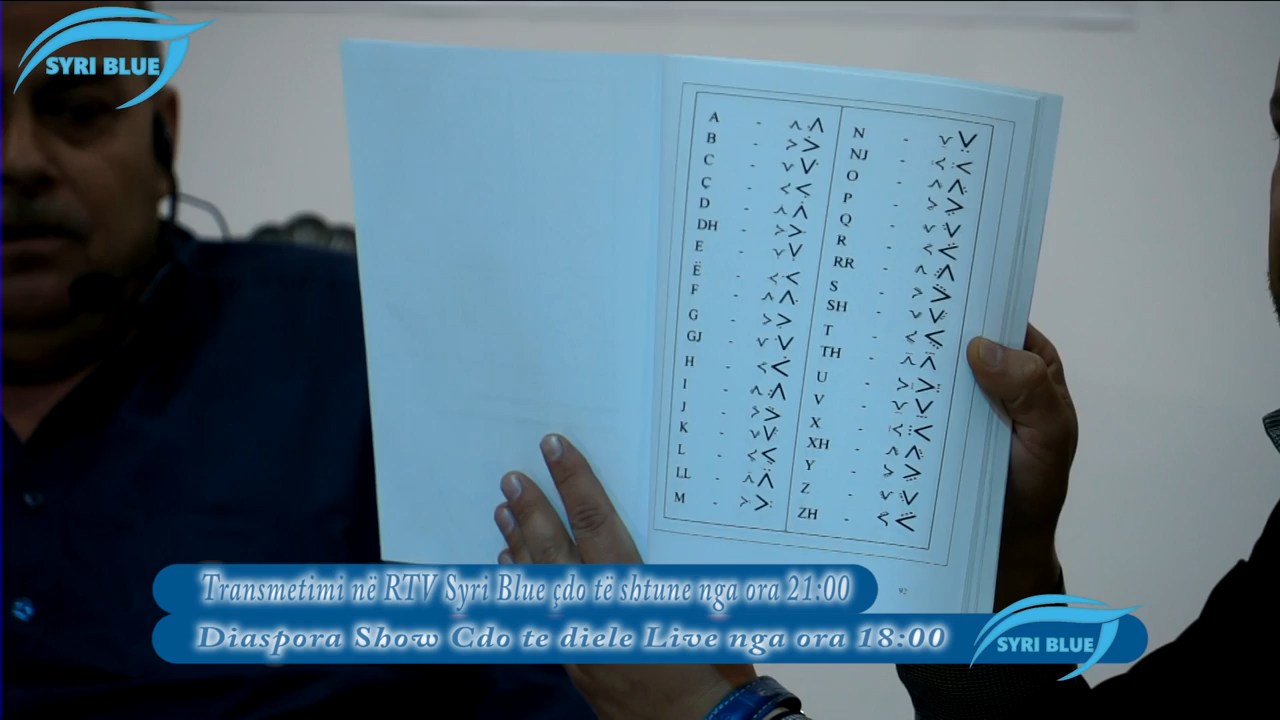 SYRI BLUE
A -
B -
C -
Ç -
D -
DH -
E -
Ë -
F -
G -
GJ -
H -
I -
J -
K -
L -
LL -
M -
N -
NJ -
O -
P -
Q -
R -
RR -
S -
SH -
T -
TH -
U -
V -
X -
XH -
Y -
Z -
ZH -
92
Transmetimi në RTV Syri Blue çdo të shtune nga ora 21:00
Diaspora Show Cdo te diele Live nga ora 18:00
SYRI BLUE